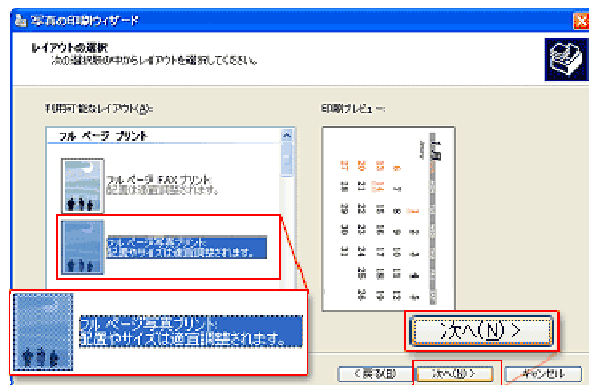 写真の印刷ウィザード
レイアウトの選択
次の選択肢の中からレイアウトを選択してください。
利用可能なレイアウト(A):
印刷プレビュー:
フル ページ プリント
フル ページ FAX プリント
配置は適宜調整されます。
フル ページ写真プリント
配置やサイズは適宜調整されます。
フル ページ写真プリント
配置やサイズは適宜調整されます。
次へ(N) >
< 戻る(B)
次へ(N) >
キャンセル